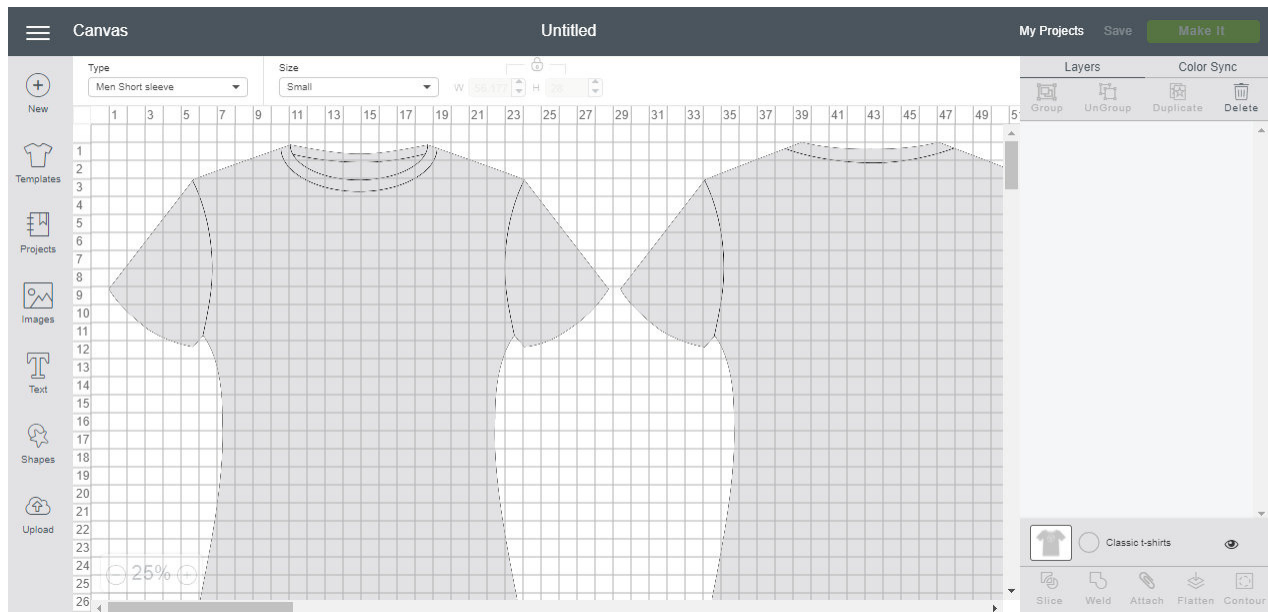 Canvas
Untitled
My Projects Save Make It
Type
Men Short sleeve
Size
Small
W 56.177 H 28
Layers Color Sync
Group UnGroup Duplicate Delete
New
Templates
Projects
Images
Text
Shapes
Upload
1 3 5 7 9 11 13 15 17 19 21 23 25 27 29 31 33 35 37 39 41 43 45 47 49 5
1
2
3
4
5
6
7
8
9
10
11
12
13
14
15
16
17
18
19
20
21
22
23
24
25
26
25%
Classic t-shirts
Slice Weld Attach Flatten Contour